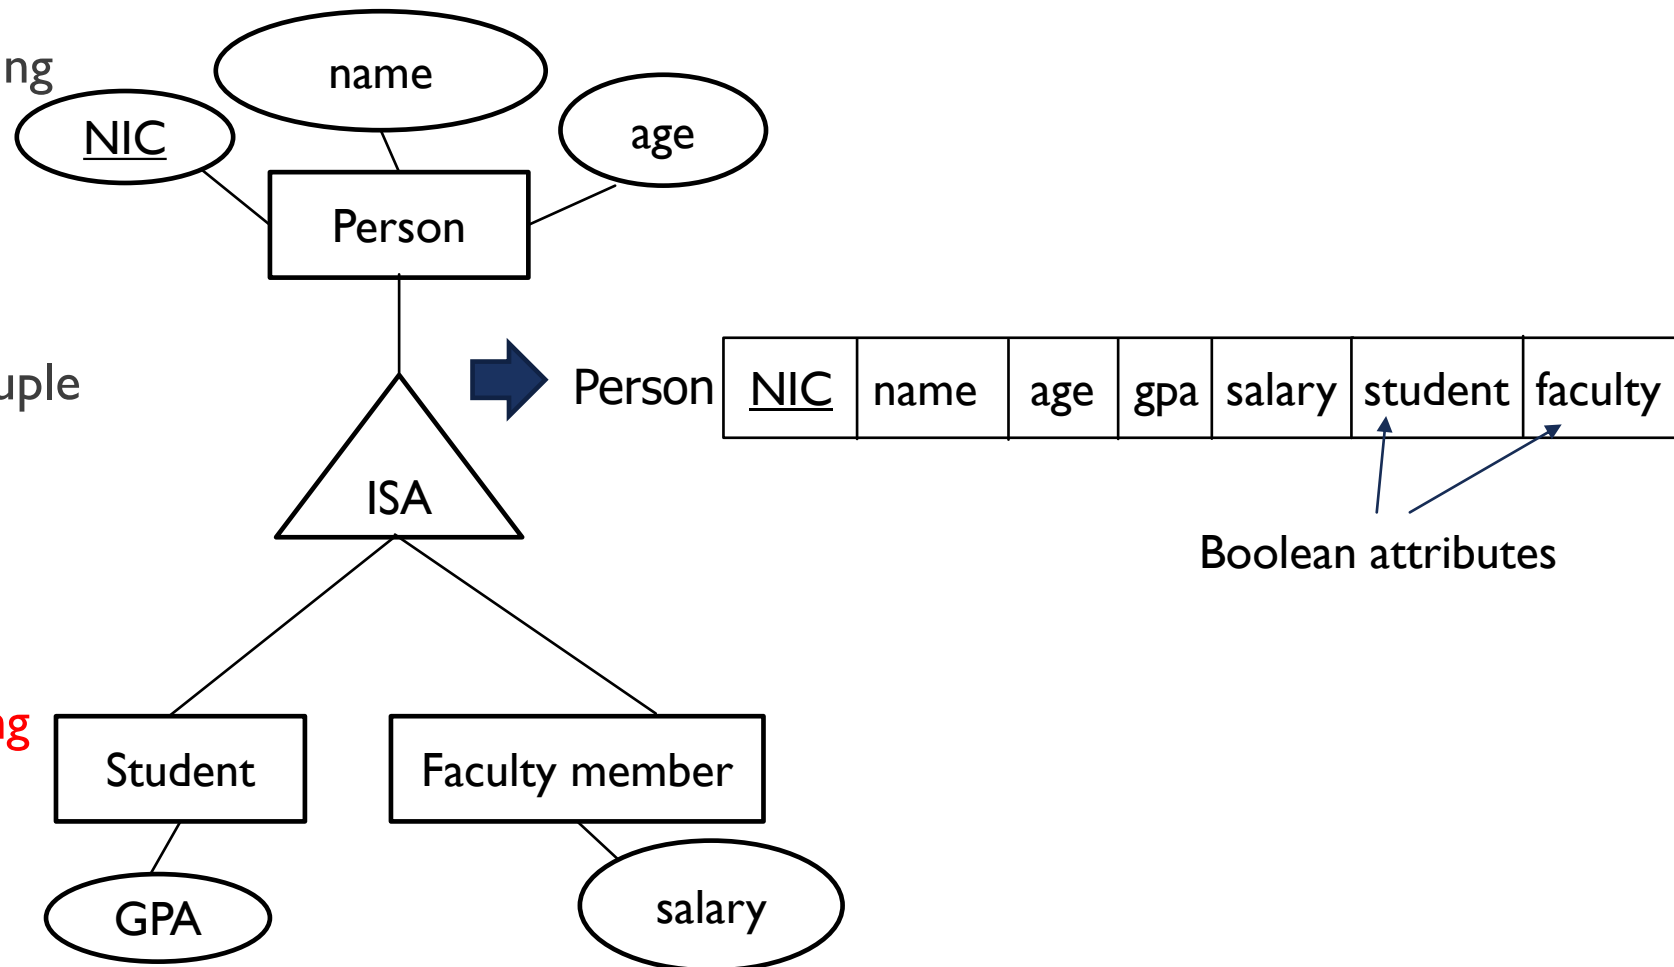 ng
name
NIC
age
Person
uple
Person NIC name age gpa salary student faculty
ISA
Boolean attributes
ng
Student
Faculty member
GPA
salary